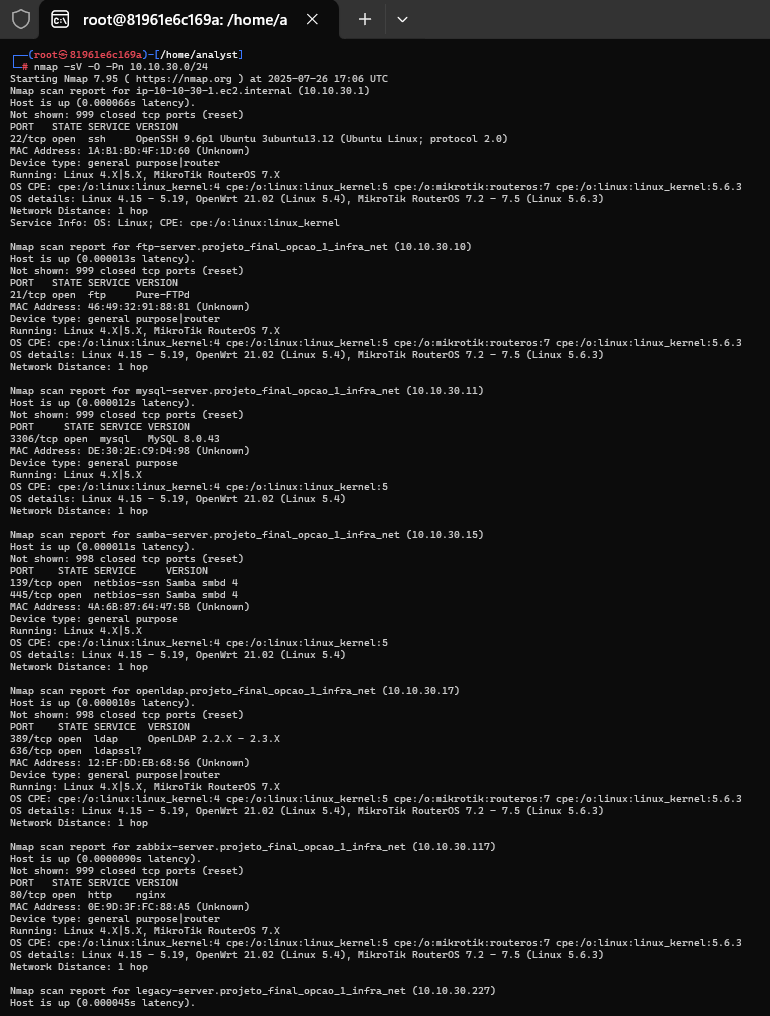 root@81961e6c169a: /home/a
┌──(root㉿81961e6c169a)-[/home/analyst]
└─# nmap -sV -O -Pn 10.10.30.0/24
Starting Nmap 7.95 ( https://nmap.org ) at 2025-07-26 17:06 UTC
Nmap scan report for ip-10-10-30-1.ec2.internal (10.10.30.1)
Host is up (0.000066s latency).
Not shown: 999 closed tcp ports (reset)
PORT   STATE SERVICE VERSION
22/tcp open  ssh     OpenSSH 9.6p1 Ubuntu 3ubuntu13.12 (Ubuntu Linux; protocol 2.0)
MAC Address: 1A:B1:BD:4F:1D:60 (Unknown)
Device type: general purpose|router
Running: Linux 4.X|5.X, MikroTik RouterOS 7.X
OS CPE: cpe:/o:linux:linux_kernel:4 cpe:/o:linux:linux_kernel:5 cpe:/o:mikrotik:routeros:7 cpe:/o:linux:linux_kernel:5.6.3
OS details: Linux 4.15 - 5.19, OpenWrt 21.02 (Linux 5.4), MikroTik RouterOS 7.2 - 7.5 (Linux 5.6.3)
Network Distance: 1 hop
Service Info: OS: Linux; CPE: cpe:/o:linux:linux_kernel

Nmap scan report for ftp-server.projeto_final_opcao_1_infra_net (10.10.30.10)
Host is up (0.000013s latency).
Not shown: 999 closed tcp ports (reset)
PORT   STATE SERVICE VERSION
21/tcp open  ftp     Pure-FTPd
MAC Address: 46:49:32:91:88:81 (Unknown)
Device type: general purpose|router
Running: Linux 4.X|5.X, MikroTik RouterOS 7.X
OS CPE: cpe:/o:linux:linux_kernel:4 cpe:/o:linux:linux_kernel:5 cpe:/o:mikrotik:routeros:7 cpe:/o:linux:linux_kernel:5.6.3
OS details: Linux 4.15 - 5.19, OpenWrt 21.02 (Linux 5.4), MikroTik RouterOS 7.2 - 7.5 (Linux 5.6.3)
Network Distance: 1 hop

Nmap scan report for mysql-server.projeto_final_opcao_1_infra_net (10.10.30.11)
Host is up (0.000012s latency).
Not shown: 999 closed tcp ports (reset)
PORT     STATE SERVICE VERSION
3306/tcp open  mysql   MySQL 8.0.43
MAC Address: DE:30:2E:C9:D4:98 (Unknown)
Device type: general purpose
Running: Linux 4.X|5.X
OS CPE: cpe:/o:linux:linux_kernel:4 cpe:/o:linux:linux_kernel:5
OS details: Linux 4.15 - 5.19, OpenWrt 21.02 (Linux 5.4)
Network Distance: 1 hop

Nmap scan report for samba-server.projeto_final_opcao_1_infra_net (10.10.30.15)
Host is up (0.000011s latency).
Not shown: 998 closed tcp ports (reset)
PORT    STATE SERVICE     VERSION
139/tcp open  netbios-ssn Samba smbd 4
445/tcp open  netbios-ssn Samba smbd 4
MAC Address: 4A:6B:87:64:47:5B (Unknown)
Device type: general purpose
Running: Linux 4.X|5.X
OS CPE: cpe:/o:linux:linux_kernel:4 cpe:/o:linux:linux_kernel:5
OS details: Linux 4.15 - 5.19, OpenWrt 21.02 (Linux 5.4)
Network Distance: 1 hop

Nmap scan report for openldap.projeto_final_opcao_1_infra_net (10.10.30.17)
Host is up (0.000010s latency).
Not shown: 998 closed tcp ports (reset)
PORT    STATE SERVICE  VERSION
389/tcp open  ldap     OpenLDAP 2.2.X - 2.3.X
636/tcp open  ldapssl?
MAC Address: 12:EF:DD:EB:68:56 (Unknown)
Device type: general purpose|router
Running: Linux 4.X|5.X, MikroTik RouterOS 7.X
OS CPE: cpe:/o:linux:linux_kernel:4 cpe:/o:linux:linux_kernel:5 cpe:/o:mikrotik:routeros:7 cpe:/o:linux:linux_kernel:5.6.3
OS details: Linux 4.15 - 5.19, OpenWrt 21.02 (Linux 5.4), MikroTik RouterOS 7.2 - 7.5 (Linux 5.6.3)
Network Distance: 1 hop

Nmap scan report for zabbix-server.projeto_final_opcao_1_infra_net (10.10.30.117)
Host is up (0.0000090s latency).
Not shown: 999 closed tcp ports (reset)
PORT   STATE SERVICE VERSION
80/tcp open  http    nginx
MAC Address: 0E:9D:3F:FC:88:A5 (Unknown)
Device type: general purpose|router
Running: Linux 4.X|5.X, MikroTik RouterOS 7.X
OS CPE: cpe:/o:linux:linux_kernel:4 cpe:/o:linux:linux_kernel:5 cpe:/o:mikrotik:routeros:7 cpe:/o:linux:linux_kernel:5.6.3
OS details: Linux 4.15 - 5.19, OpenWrt 21.02 (Linux 5.4), MikroTik RouterOS 7.2 - 7.5 (Linux 5.6.3)
Network Distance: 1 hop

Nmap scan report for legacy-server.projeto_final_opcao_1_infra_net (10.10.30.227)
Host is up (0.000045s latency).